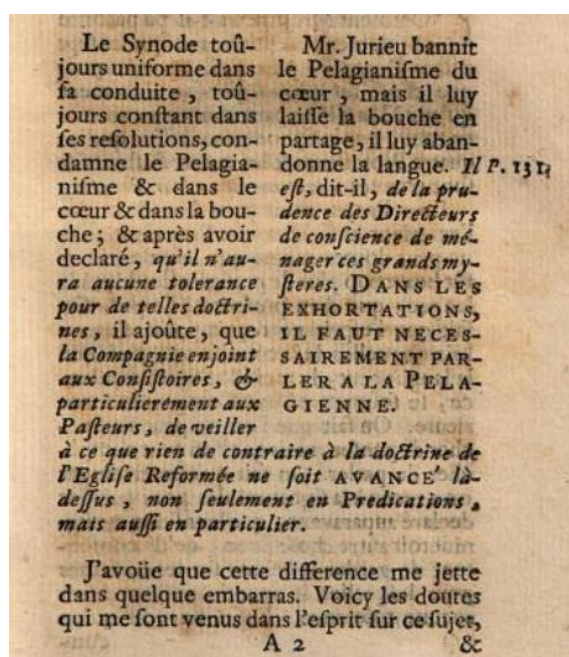 Le Synode toû-
jours uniforme dans
ſa conduite, toû-
jours conſtant dans
ſes reſolutions, con-
damne le Pelagia-
niſme & dans le
cœur & dans la bou-
che; & après avoir
declaré, qu'il n'au-
ra aucune tolerance
pour de telles doctri-
nes, il ajoûte, que
la Compagnie enjoint
aux Conſiſtoires, &
particulierement aux
Paſteurs, de veiller
Mr. Jurieu bannit
le Pelagianiſme du
cœur, mais il luy
laiſſe la bouche en
partage, il luy aban-
donne la langue. Il
eſt, dit-il, de la pru-
dence des Directeurs
de conſcience de mé-
nager ces grands my-
ſteres. DANS LES
EXHORTATIONS,
IL FAUT NECES-
SAIREMENT PAR-
LER A LA PELA-
GIENNE.
P. 131,
à ce que rien de contraire à la doctrine de
l'Egliſe Reformée ne ſoit AVANCE' là-
deſſus, non ſeulement en Predications,
mais auſſi en particulier.
J'avoüe que cette difference me jette
dans quelque embarras. Voicy les doutes
qui me ſont venus dans l'eſprit ſur ce ſujet,
A 2 &